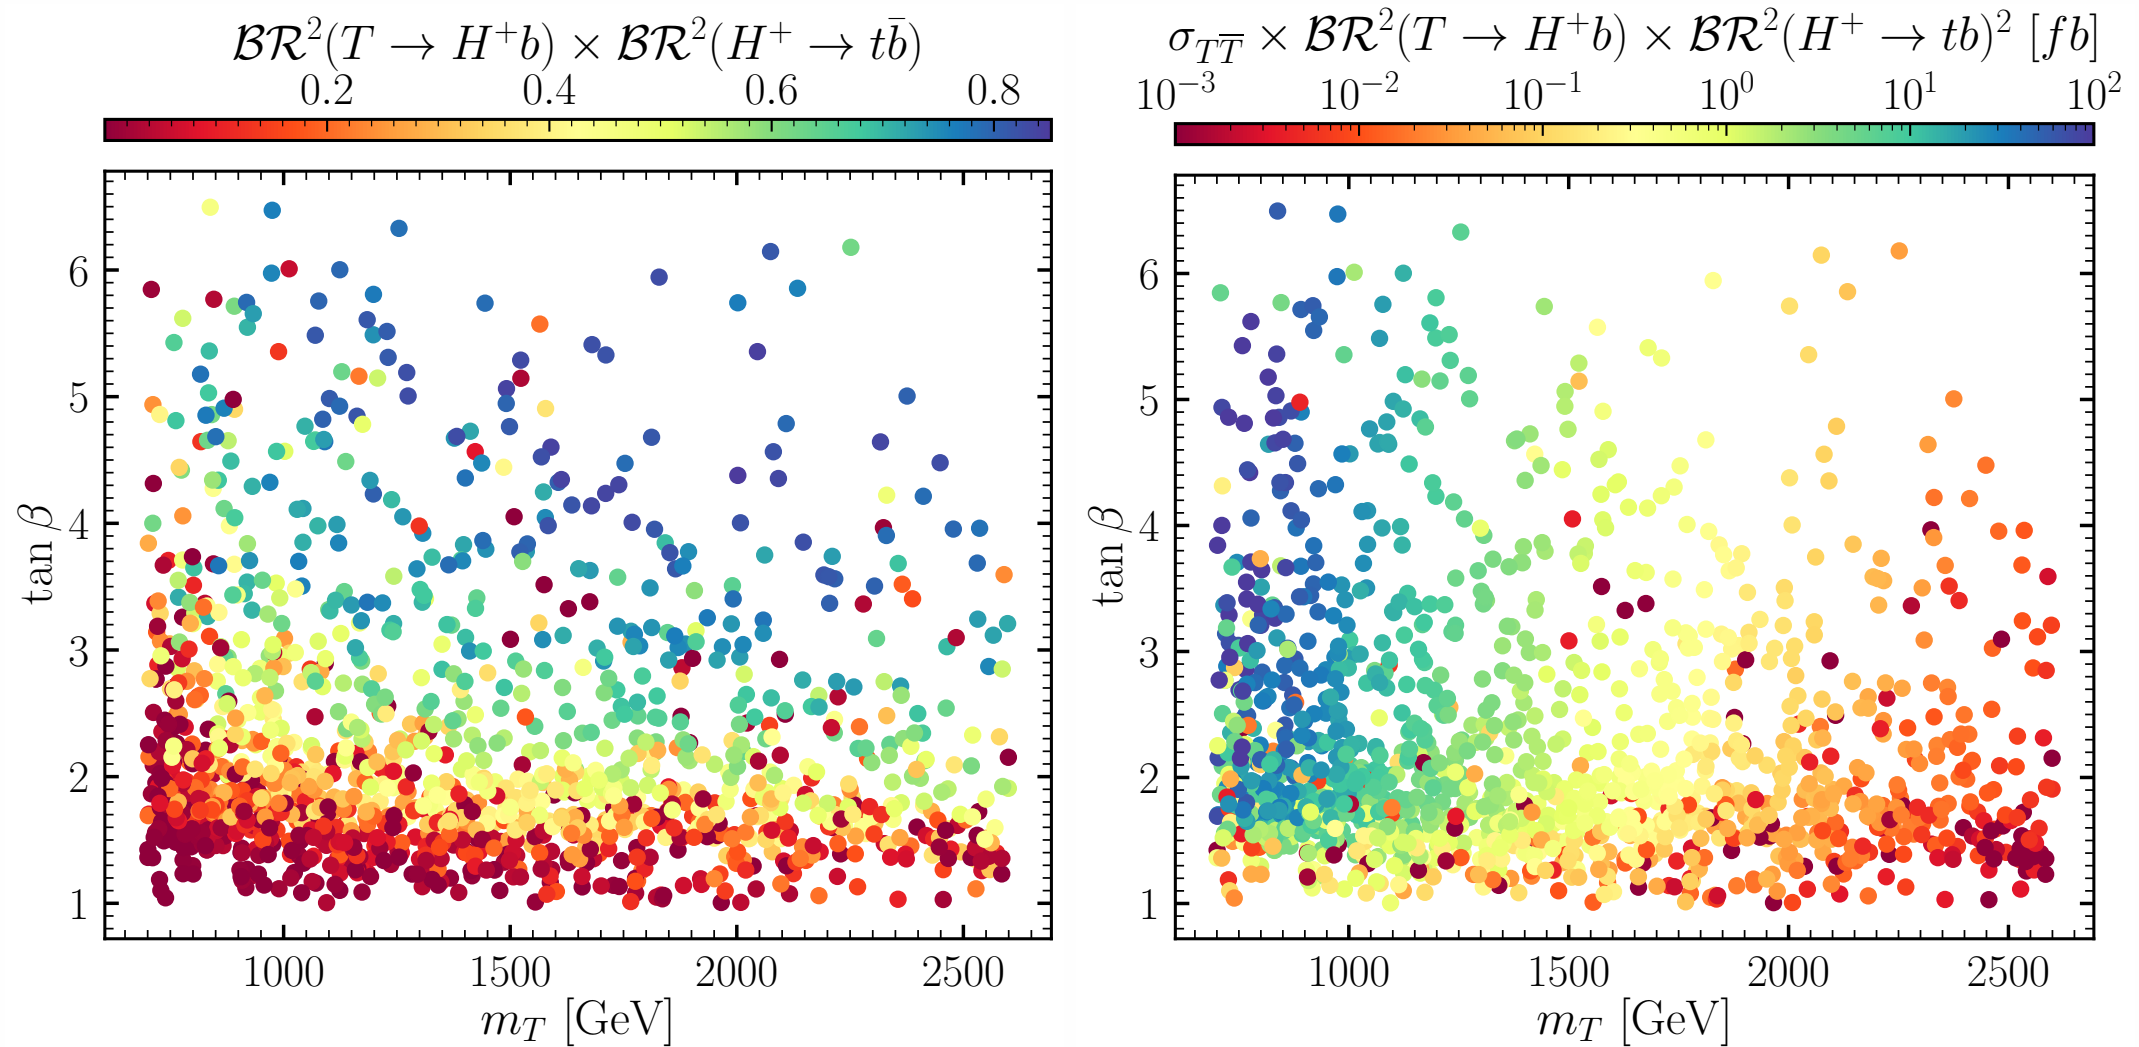 𝓑𝓡²(T → H⁺b) × 𝓑𝓡²(H⁺ → tb̄)
0.2 0.4 0.6 0.8
6
5
4
3
2
1
tan β
1000 1500 2000 2500
m_T [GeV]
σ_{TT̅} × 𝓑𝓡²(T → H⁺b) × 𝓑𝓡²(H⁺ → tb)² [fb]
10⁻³ 10⁻² 10⁻¹ 10⁰ 10¹ 10²
6
5
4
3
2
1
tan β
1000 1500 2000 2500
m_T [GeV]